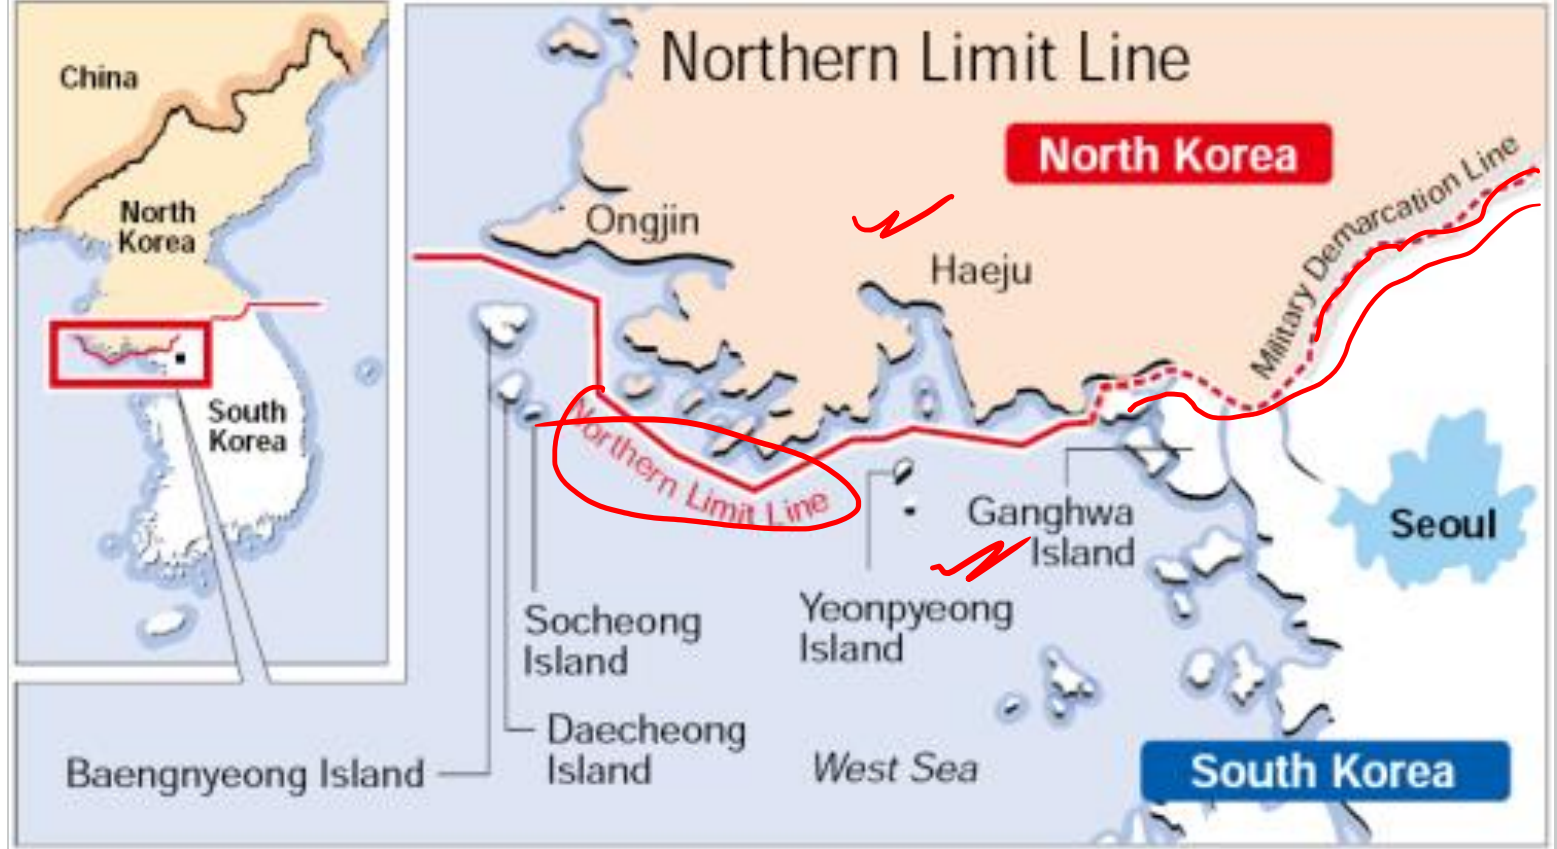 China
North
Korea
South
Korea
Northern Limit Line
North Korea
Military Demarcation Line
Ongjin
Haeju
Northern Limit Line
Seoul
Ganghwa
Island
Yeonpyeong
Island
Socheong
Island
Daecheong
Island
Baengnyeong Island
West Sea
South Korea